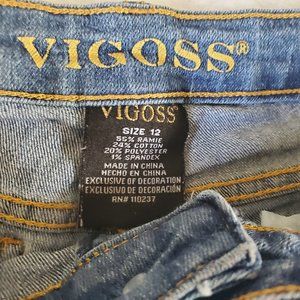 VIGOSS®
VIGOSS®
SIZE 12
55% RAMIE
24% COTTON
20% POLYESTER
1% SPANDEX
MADE IN CHINA
HECHO EN CHINA
EXCLUSIVE OF DECORATION
EXCLUSIVO DE DECORACIÓN
RN# 110237